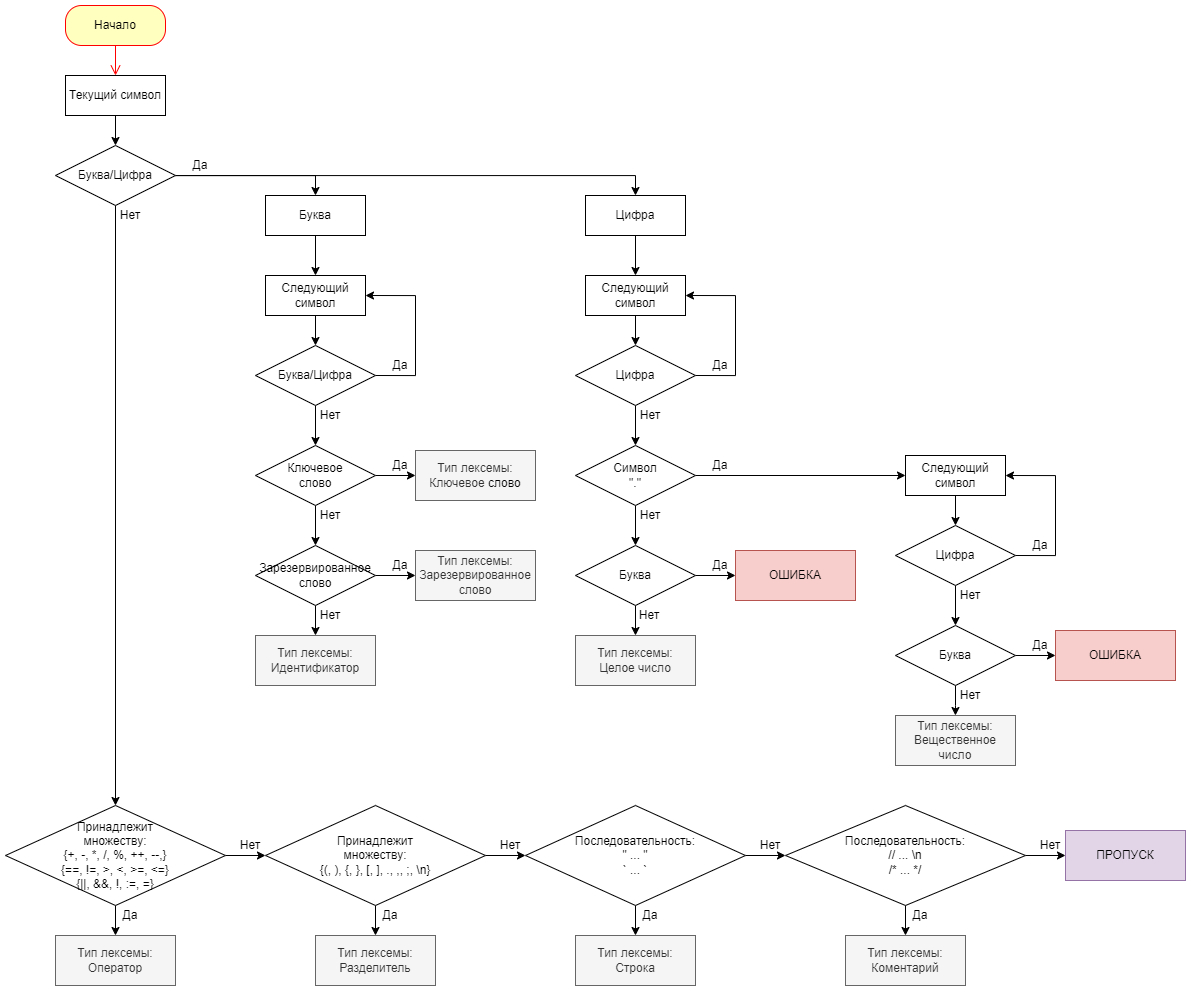 Начало
Текущий символ
Буква/Цифра
Да
Нет
Буква
Цифра
Следующий
символ
Следующий
символ
Буква/Цифра
Да
Цифра
Да
Нет
Нет
Ключевое
слово
Да
Тип лексемы:
Ключевое слово
Символ
"."
Да
Следующий
символ
Нет
Нет
Цифра
Да
Зарезервированное
слово
Да
Тип лексемы:
Зарезервированное
слово
Буква
Да
ОШИБКА
Нет
Нет
Нет
Тип лексемы:
Идентификатор
Тип лексемы:
Целое число
Буква
Да
ОШИБКА
Нет
Тип лексемы:
Вещественное
число
Принадлежит
множеству:
{+, -, *, /, %, ++, --,}
{==, !=, >, <, >=, <=}
{||, &&, !, :=, =}
Нет
Принадлежит
множеству:
{(, ), {, }, [, ], ., ,, ;, \n}
Нет
Последовательность:
" ... "
` ... `
Нет
Последовательность:
// ... \n
/* ... */
Нет
ПРОПУСК
Да
Да
Да
Да
Тип лексемы:
Оператор
Тип лексемы:
Разделитель
Тип лексемы:
Строка
Тип лексемы:
Коментарий